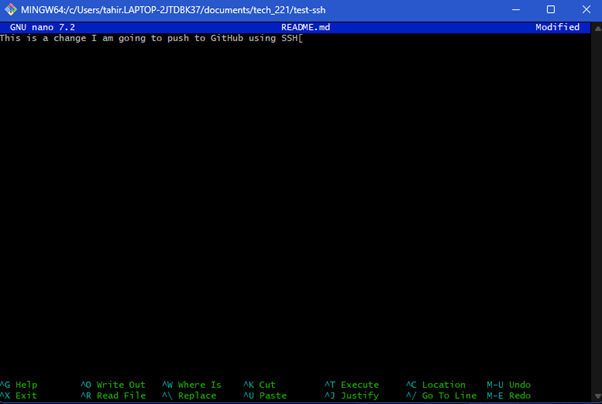 MINGW64:/c/Users/tahir.LAPTOP-2JTDBK37/documents/tech_221/test-ssh
GNU nano 7.2 README.md Modified
This is a change I am going to push to GitHub using SSH[
^G Help ^O Write Out ^W Where Is ^K Cut ^T Execute ^C Location M-U Undo
^X Exit ^R Read File ^\ Replace ^U Paste ^J Justify ^/ Go To Line M-E Redo